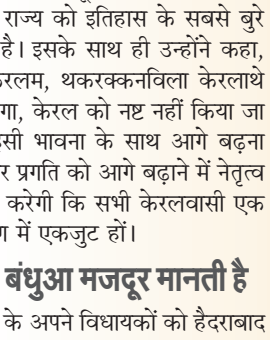 राज्य को इतिहास के सबसे बुरे
है। इसके साथ ही उन्होंने कहा,
रलम, थकरक्कनविला केरलाथे
गा, केरल को नष्ट नहीं किया जा
सी भावना के साथ आगे बढ़ना
र प्रगति को आगे बढ़ाने में नेतृत्व
करेगी कि सभी केरलवासी एक
में एकजुट हों।
बंधुआ मजदूर मानती है
के अपने विधायकों को हैदराबाद